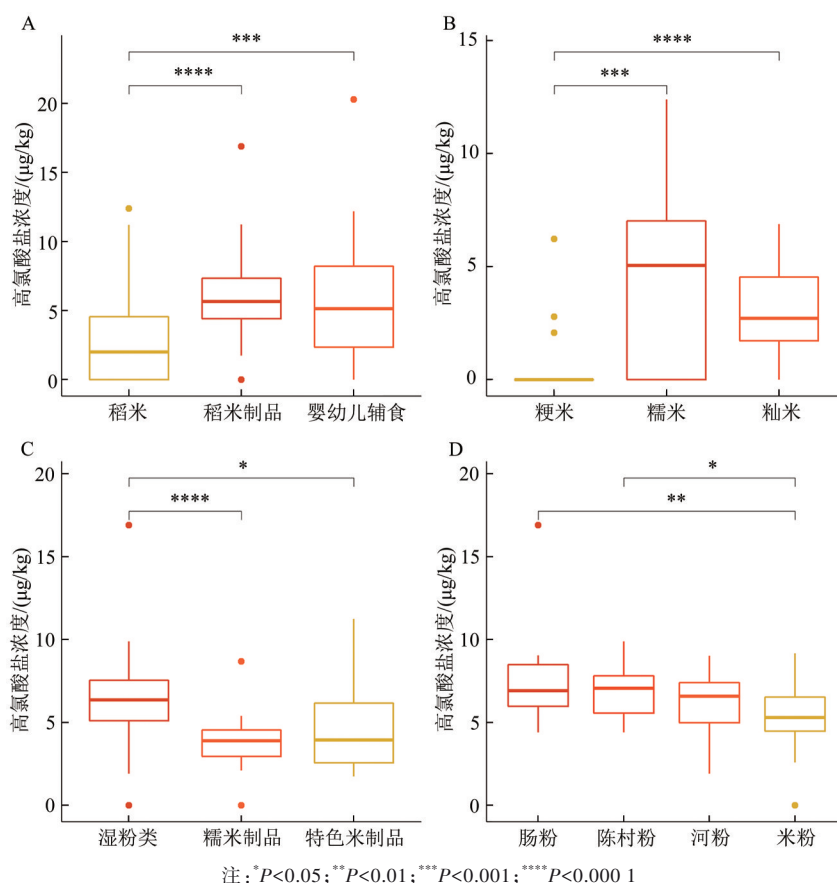 A
高氯酸盐浓度/(μg/kg)
20
15
10
5
0
***
****
稻米 稻米制品 婴幼儿辅食
B
高氯酸盐浓度/(μg/kg)
15
10
5
0
****
***
粳米 糯米 籼米
C
高氯酸盐浓度/(μg/kg)
20
15
10
5
0
*
****
湿粉类 糯米制品 特色米制品
D
高氯酸盐浓度/(μg/kg)
20
15
10
5
0
*
**
肠粉 陈村粉 河粉 米粉
注:*P<0.05;**P<0.01;***P<0.001;****P<0.000 1